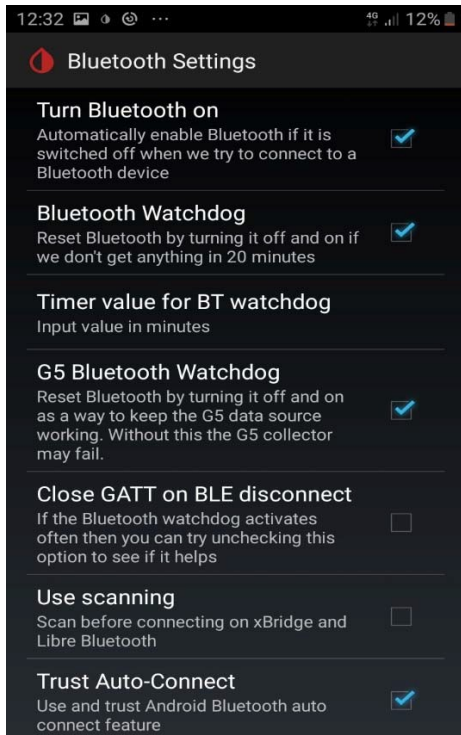 12:32 ... 4G 12%
Bluetooth Settings
Turn Bluetooth on
Automatically enable Bluetooth if it is
switched off when we try to connect to a
Bluetooth device
Bluetooth Watchdog
Reset Bluetooth by turning it off and on if
we don't get anything in 20 minutes
Timer value for BT watchdog
Input value in minutes
G5 Bluetooth Watchdog
Reset Bluetooth by turning it off and on
as a way to keep the G5 data source
working. Without this the G5 collector
may fail.
Close GATT on BLE disconnect
If the Bluetooth watchdog activates
often then you can try unchecking this
option to see if it helps
Use scanning
Scan before connecting on xBridge and
Libre Bluetooth
Trust Auto-Connect
Use and trust Android Bluetooth auto
connect feature